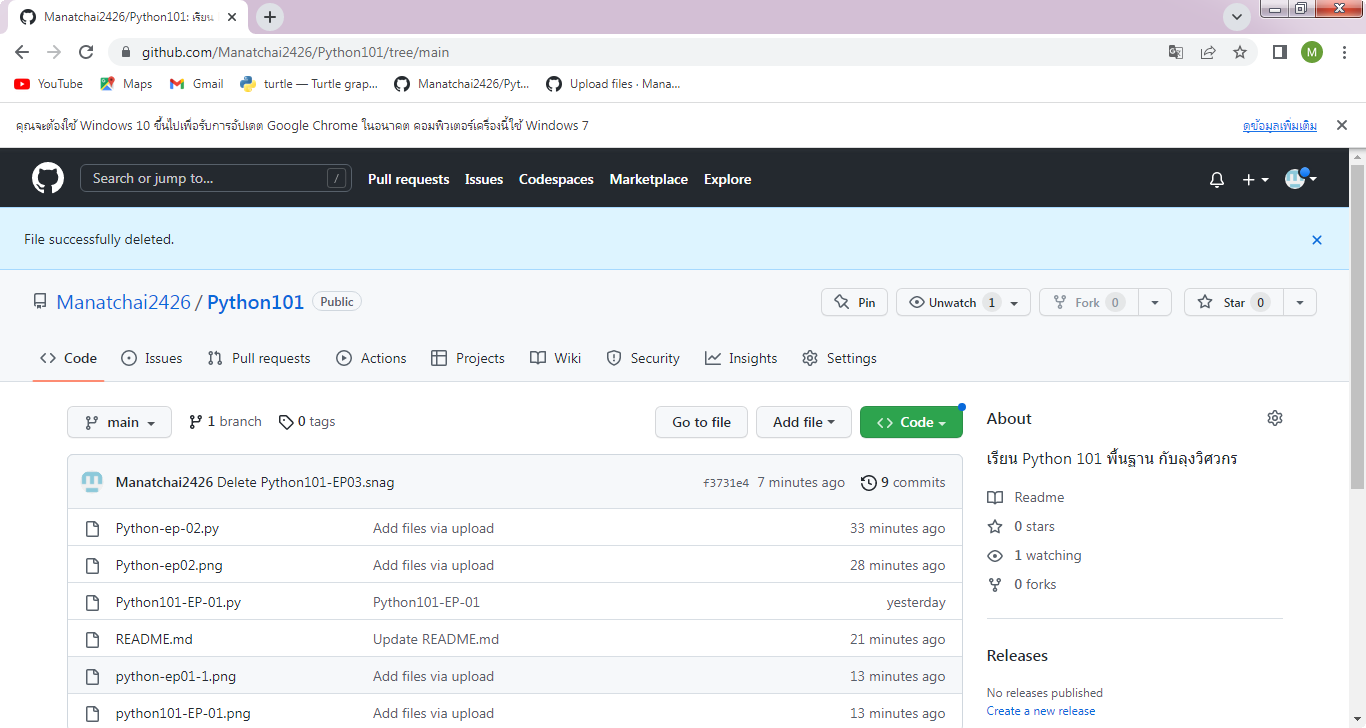 Manatchai2426/Python101: เรียน
github.com/Manatchai2426/Python101/tree/main
M
YouTube Maps Gmail turtle — Turtle grap... Manatchai2426/Pyt... Upload files · Mana...
คุณจะต้องใช้ Windows 10 ขึ้นไปเพื่อรับการอัปเดต Google Chrome ในอนาคต คอมพิวเตอร์เครื่องนี้ใช้ Windows 7 ดูข้อมูลเพิ่มเติม
Search or jump to... / Pull requests Issues Codespaces Marketplace Explore
File successfully deleted.
Manatchai2426 / Python101 Public Pin Unwatch 1 Fork 0 Star 0
Code Issues Pull requests Actions Projects Wiki Security Insights Settings
main 1 branch 0 tags Go to file Add file Code
Manatchai2426 Delete Python101-EP03.snag f3731e4 7 minutes ago 9 commits
Python-ep-02.py Add files via upload 33 minutes ago
Python-ep02.png Add files via upload 28 minutes ago
Python101-EP-01.py Python101-EP-01 yesterday
README.md Update README.md 21 minutes ago
python-ep01-1.png Add files via upload 13 minutes ago
python101-EP-01.png Add files via upload 13 minutes ago
About
เรียน Python 101 พื้นฐาน กับลุงวิศวกร
Readme
0 stars
1 watching
0 forks
Releases
No releases published
Create a new release